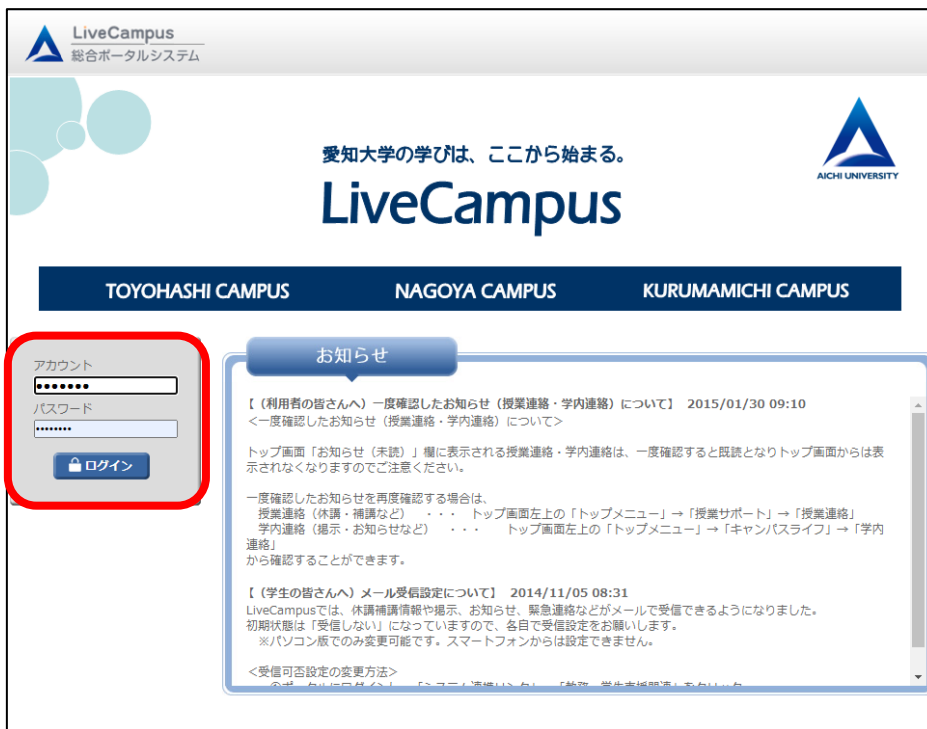 LiveCampus
総合ポータルシステム
愛知大学の学びは、ここから始まる。
LiveCampus
AICHI UNIVERSITY
TOYOHASHI CAMPUS
NAGOYA CAMPUS
KURUMAMICHI CAMPUS
アカウント
パスワード
ログイン
お知らせ
【（利用者の皆さんへ）一度確認したお知らせ（授業連絡・学内連絡）について】 2015/01/30 09:10
＜一度確認したお知らせ（授業連絡・学内連絡）について＞
トップ画面「お知らせ（未読）」欄に表示される授業連絡・学内連絡は、一度確認すると既読となりトップ画面からは表
示されなくなりますのでご注意ください。
一度確認したお知らせを再度確認する場合は、
授業連絡（休講・補講など） ・・・ トップ画面左上の「トップメニュー」→「授業サポート」→「授業連絡」
学内連絡（掲示・お知らせなど） ・・・ トップ画面左上の「トップメニュー」→「キャンパスライフ」→「学内
連絡」
から確認することができます。
【（学生の皆さんへ）メール受信設定について】 2014/11/05 08:31
LiveCampusでは、休講補講情報や掲示、お知らせ、緊急連絡などがメールで受信できるようになりました。
初期状態は「受信しない」になっていますので、各自で受信設定をお願いします。
※パソコン版でのみ変更可能です。スマートフォンからは設定できません。
＜受信可否設定の変更方法＞